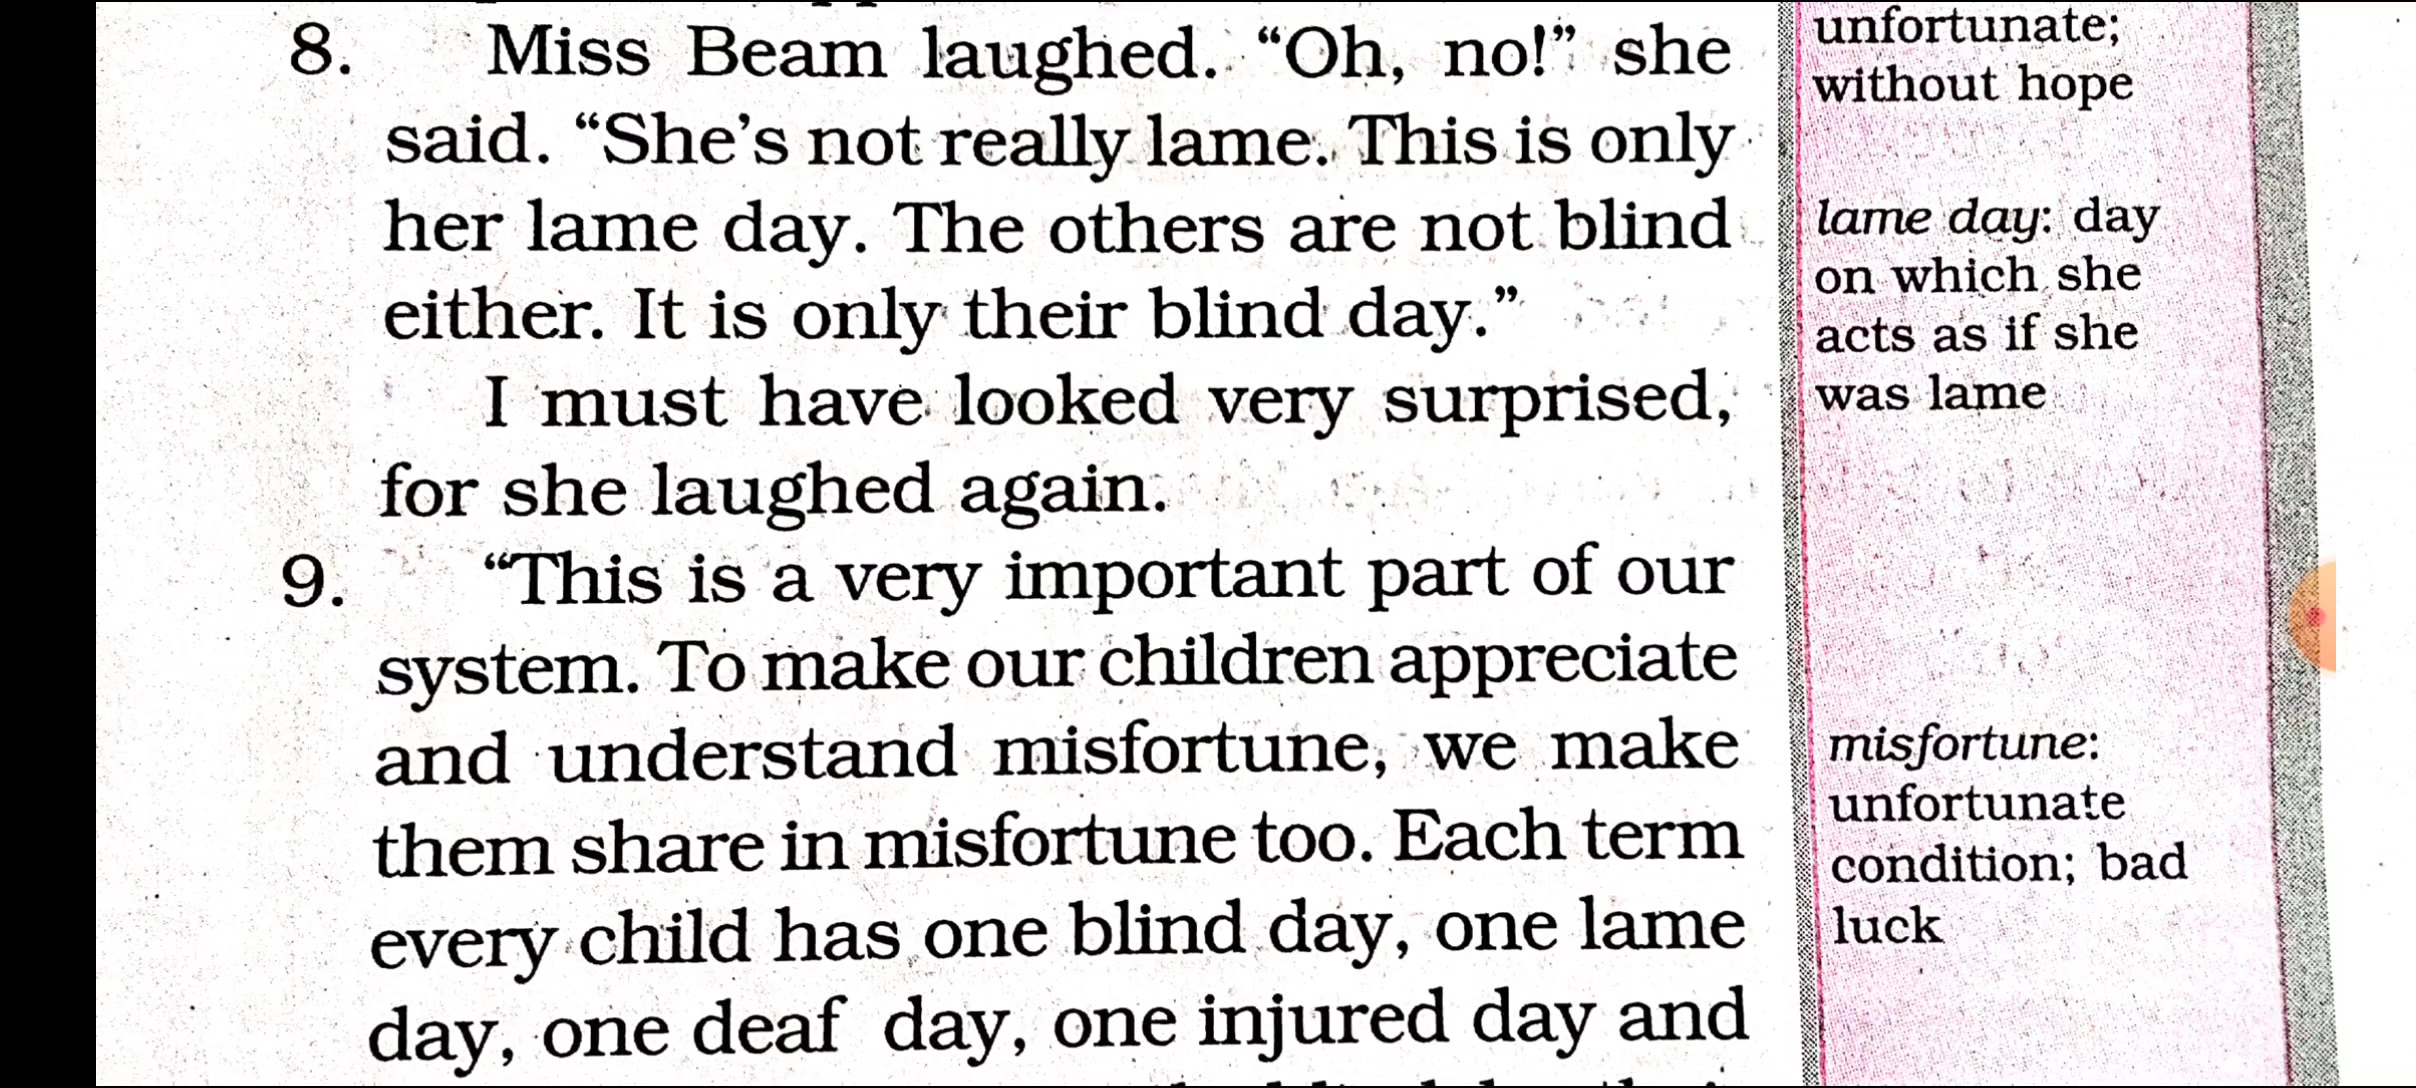 8. Miss Beam laughed. “Oh, no!” she
said. “She’s not really lame. This is only
her lame day. The others are not blind
either. It is only their blind day.”
I must have looked very surprised,
for she laughed again.
9. “This is a very important part of our
system. To make our children appreciate
and understand misfortune, we make
them share in misfortune too. Each term
every child has one blind day, one lame
day, one deaf day, one injured day and
unfortunate;
without hope
lame day: day
on which she
acts as if she
was lame
misfortune:
unfortunate
condition; bad
luck